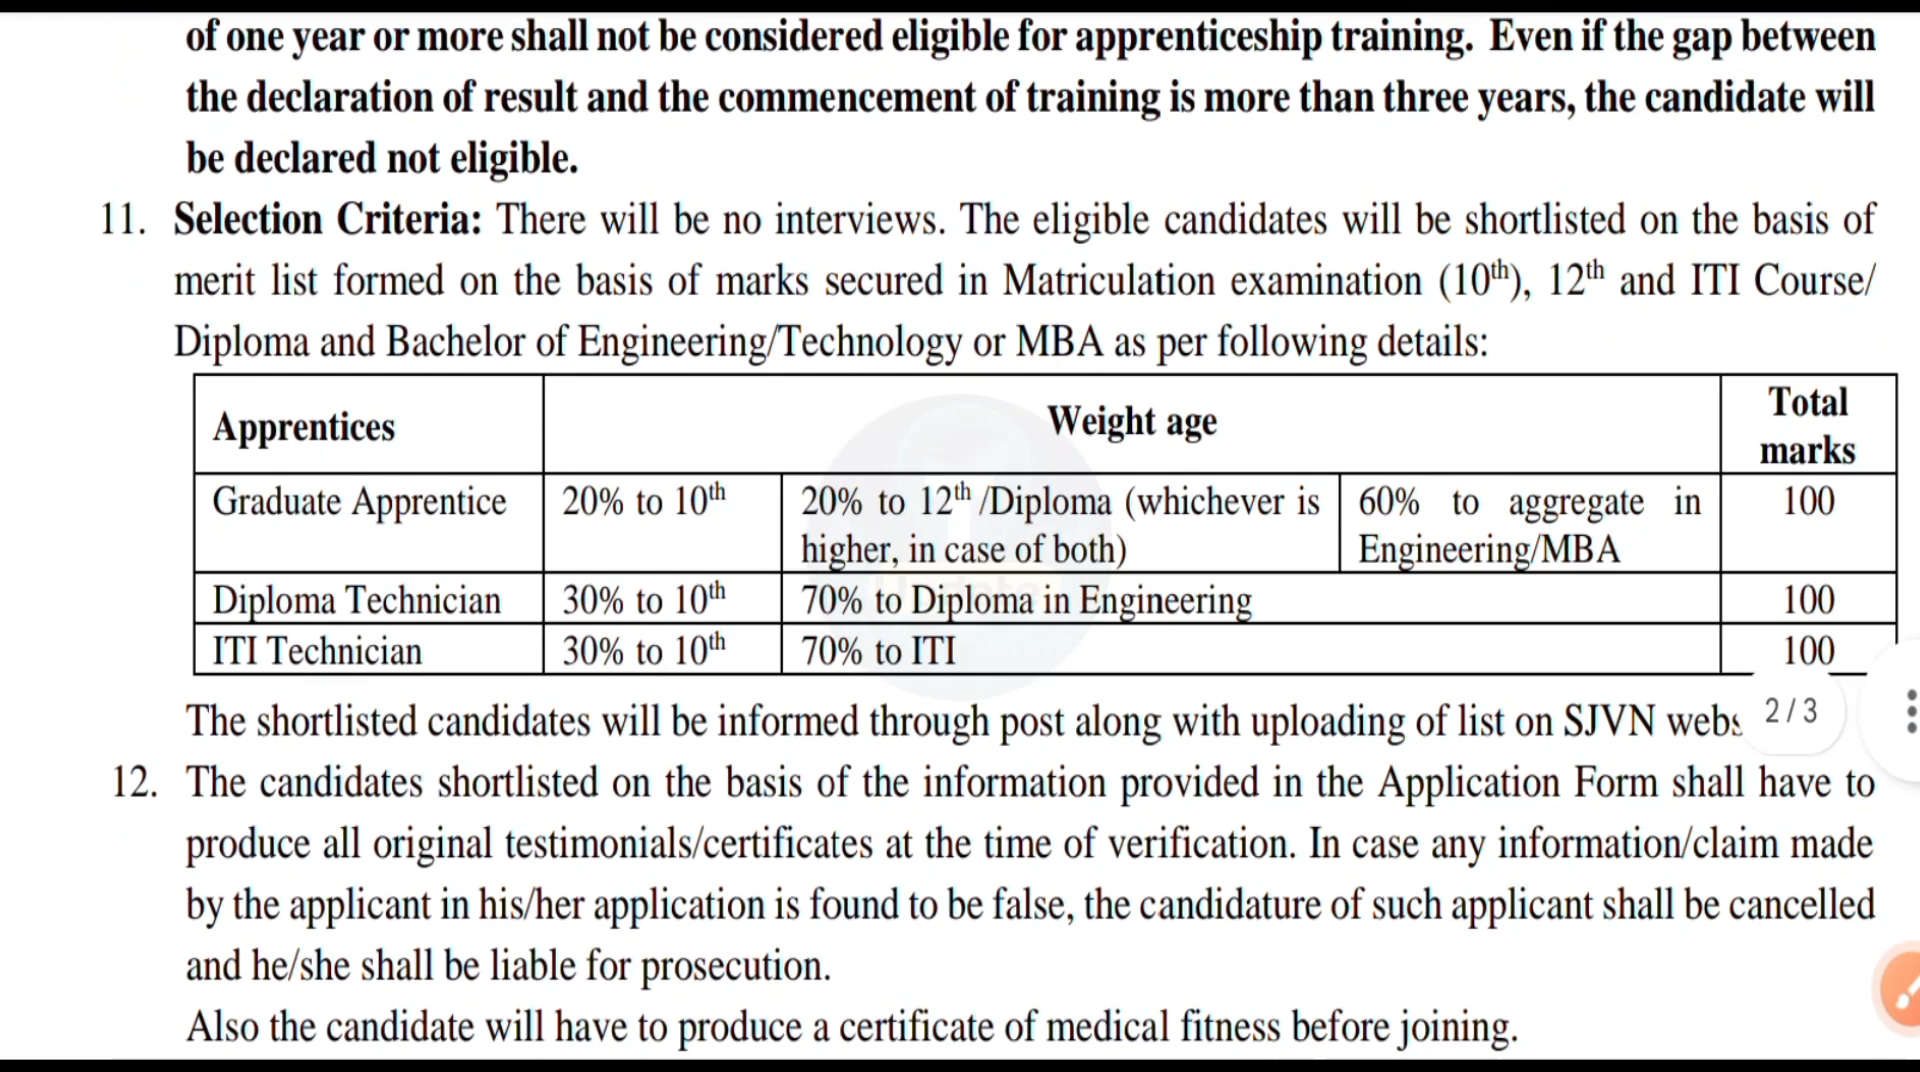 of one year or more shall not be considered eligible for apprenticeship training. Even if the gap between
the declaration of result and the commencement of training is more than three years, the candidate will
be declared not eligible.
11. Selection Criteria: There will be no interviews. The eligible candidates will be shortlisted on the basis of
merit list formed on the basis of marks secured in Matriculation examination (10th), 12th and ITI Course/
Diploma and Bachelor of Engineering/Technology or MBA as per following details:
Apprentices Weight age Total
marks
Graduate Apprentice 20% to 10th 20% to 12th /Diploma (whichever is 60% to aggregate in 100
higher, in case of both) Engineering/MBA
Diploma Technician 30% to 10th 70% to Diploma in Engineering 100
ITI Technician 30% to 10th 70% to ITI 100
The shortlisted candidates will be informed through post along with uploading of list on SJVN webs 2/3
12. The candidates shortlisted on the basis of the information provided in the Application Form shall have to
produce all original testimonials/certificates at the time of verification. In case any information/claim made
by the applicant in his/her application is found to be false, the candidature of such applicant shall be cancelled
and he/she shall be liable for prosecution.
Also the candidate will have to produce a certificate of medical fitness before joining.